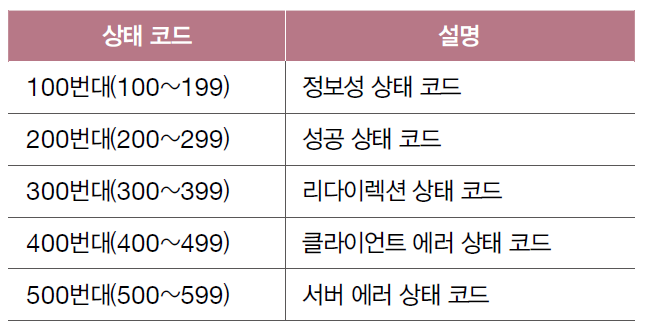 상태 코드 설명
100번대(100~199) 정보성 상태 코드
200번대(200~299) 성공 상태 코드
300번대(300~399) 리다이렉션 상태 코드
400번대(400~499) 클라이언트 에러 상태 코드
500번대(500~599) 서버 에러 상태 코드